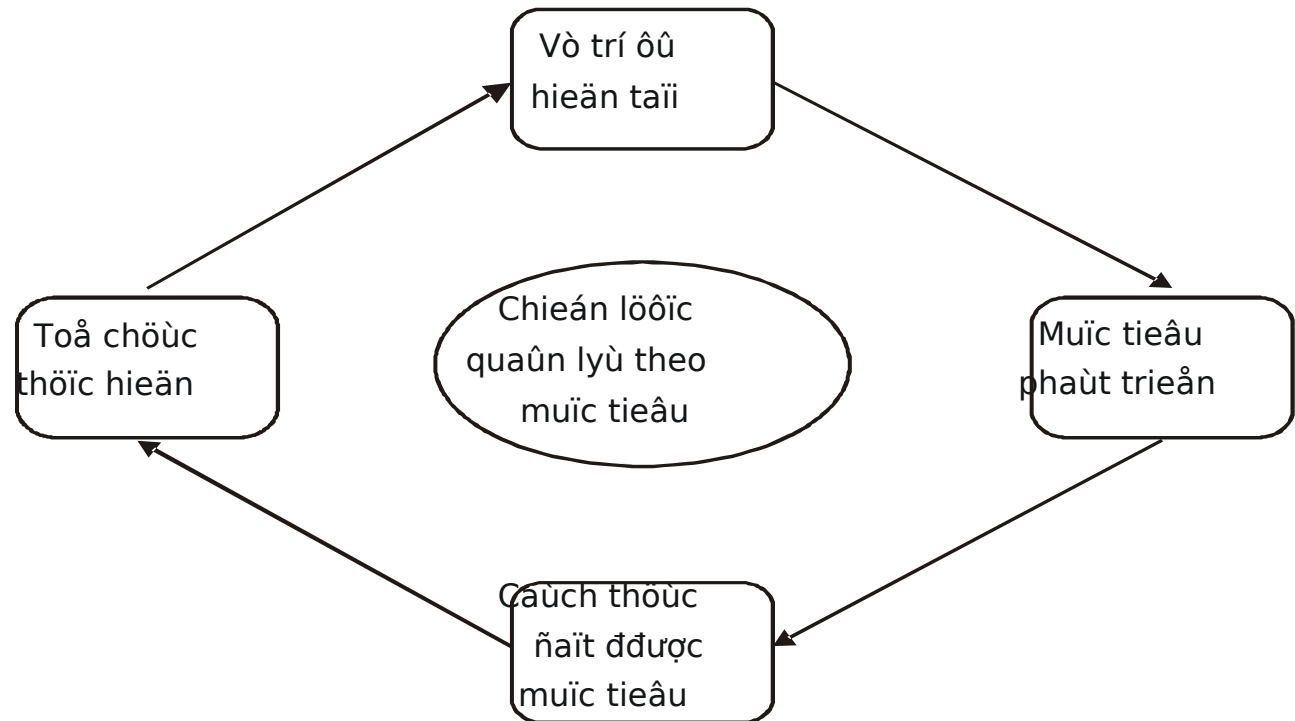 Vò trí ôû
hieän taïi
Chieán löôïc
quaûn lyù theo
muïc tieâu
Toå chöùc
thöïc hieän
Muïc tieâu
phaùt trieån
Caùch thöùc
ñaït đđược
muïc tieâu